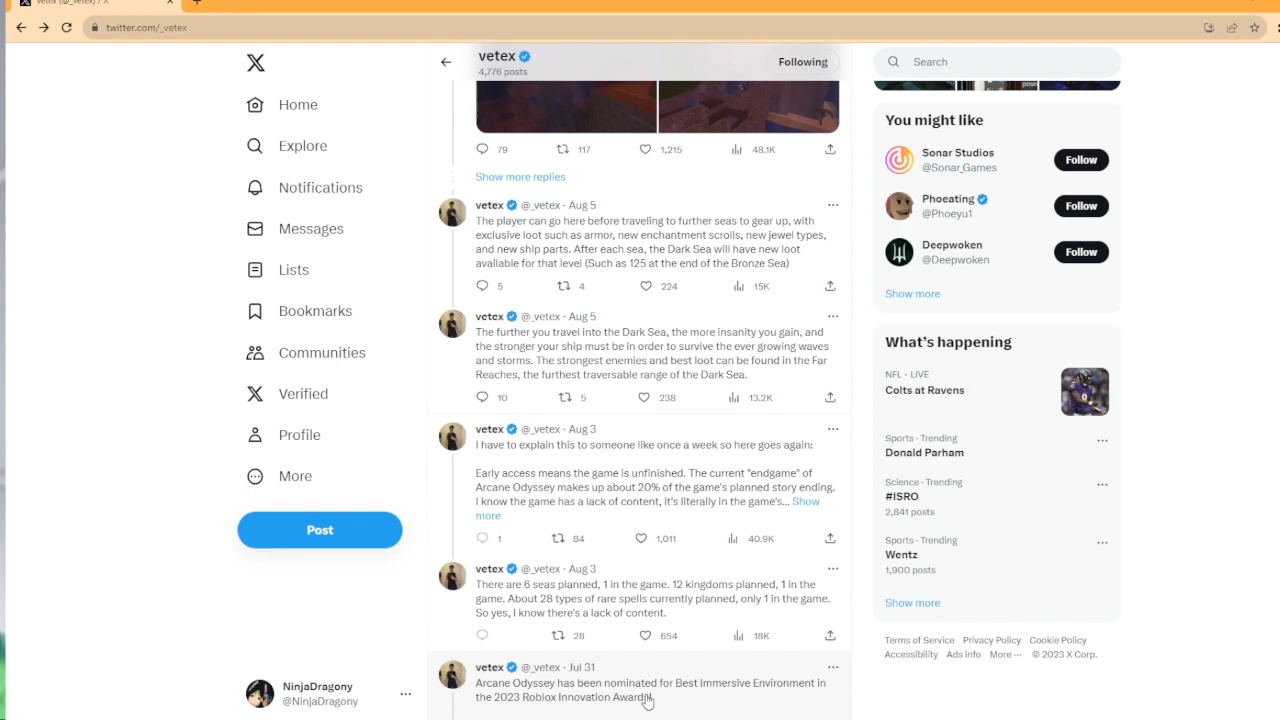 vetex (@_vetex) / X
twitter.com/_vetex
Home
Explore
Notifications
Messages
Lists
Bookmarks
Communities
Verified
Profile
More
Post
NinjaDragony
@NinjaDragony
vetex
4,776 posts
Following
79 117 1,215 48.1K
Show more replies
vetex @_vetex · Aug 5
The player can go here before traveling to further seas to gear up, with
exclusive loot such as armor, new enchantment scrolls, new jewel types,
and new ship parts. After each sea, the Dark Sea will have new loot
available for that level (Such as 125 at the end of the Bronze Sea)
5 4 224 15K
vetex @_vetex · Aug 5
The further you travel into the Dark Sea, the more insanity you gain, and
the stronger your ship must be in order to survive the ever growing waves
and storms. The strongest enemies and best loot can be found in the Far
Reaches, the furthest traversable range of the Dark Sea.
10 5 238 13.2K
vetex @_vetex · Aug 3
I have to explain this to someone like once a week so here goes again:
Early access means the game is unfinished. The current "endgame" of
Arcane Odyssey makes up about 20% of the game's planned story ending.
I know the game has a lack of content, it's literally in the game's... Show
more
1 84 1,011 40.9K
vetex @_vetex · Aug 3
There are 6 seas planned, 1 in the game. 12 kingdoms planned, 1 in the
game. About 28 types of rare spells currently planned, only 1 in the game.
So yes, I know there's a lack of content.
28 654 18K
vetex @_vetex · Jul 31
Arcane Odyssey has been nominated for Best Immersive Environment in
the 2023 Roblox Innovation Awards!
Search
You might like
Sonar Studios
@Sonar_Games
Follow
Phoeating
@Phoeyu1
Follow
Deepwoken
@Deepwoken
Follow
Show more
What's happening
NFL · LIVE
Colts at Ravens
Sports · Trending
Donald Parham
Science · Trending
#ISRO
2,841 posts
Sports · Trending
Wentz
1,900 posts
Show more
Terms of Service Privacy Policy Cookie Policy
Accessibility Ads info More ··· © 2023 X Corp.